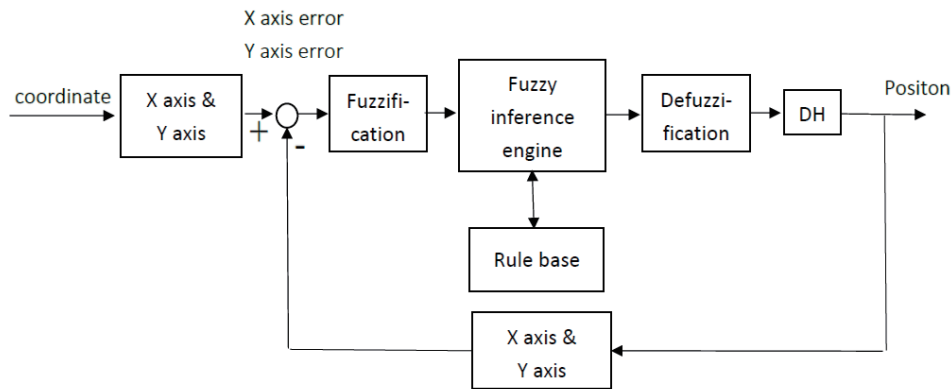 X axis error
Y axis error
coordinate
X axis &
Y axis
+
-
Fuzzifi-
cation
Fuzzy
inference
engine
Defuzzi-
fication
DH
Positon
Rule base
X axis &
Y axis